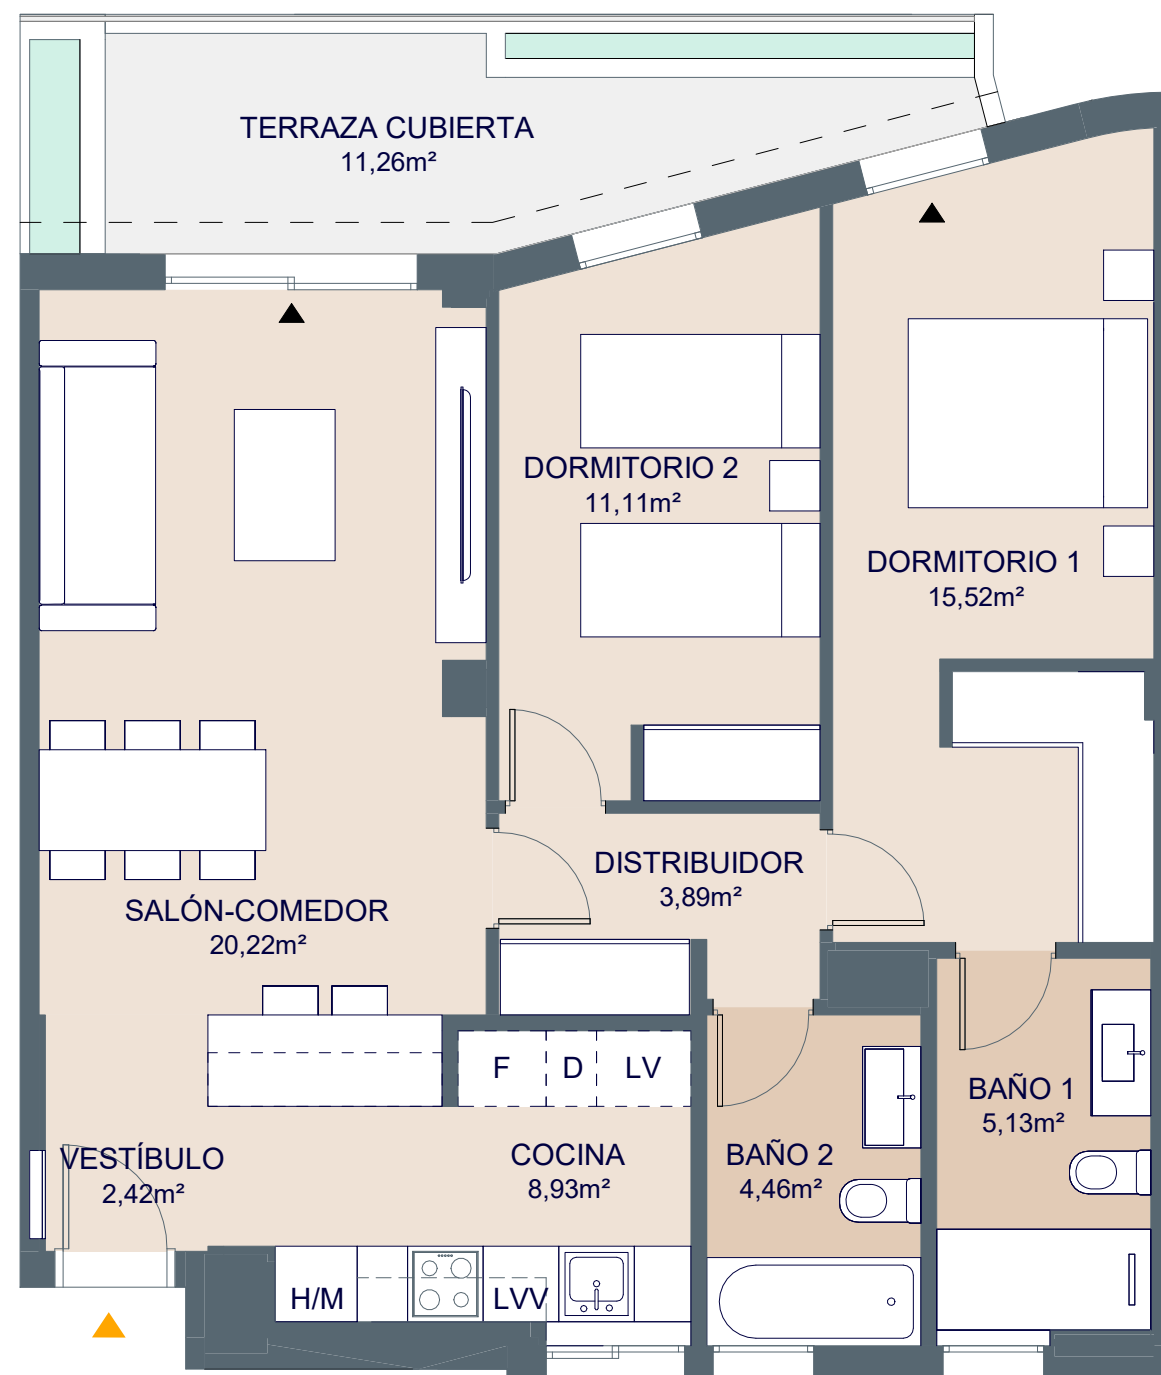 TERRAZA CUBIERTA
11,26m²
DORMITORIO 2
11,11m²
DORMITORIO 1
15,52m²
DISTRIBUIDOR
3,89m²
SALÓN-COMEDOR
20,22m²
F D LV
VESTÍBULO
2,42m²
COCINA
8,93m²
BAÑO 2
4,46m²
BAÑO 1
5,13m²
H/M LVV